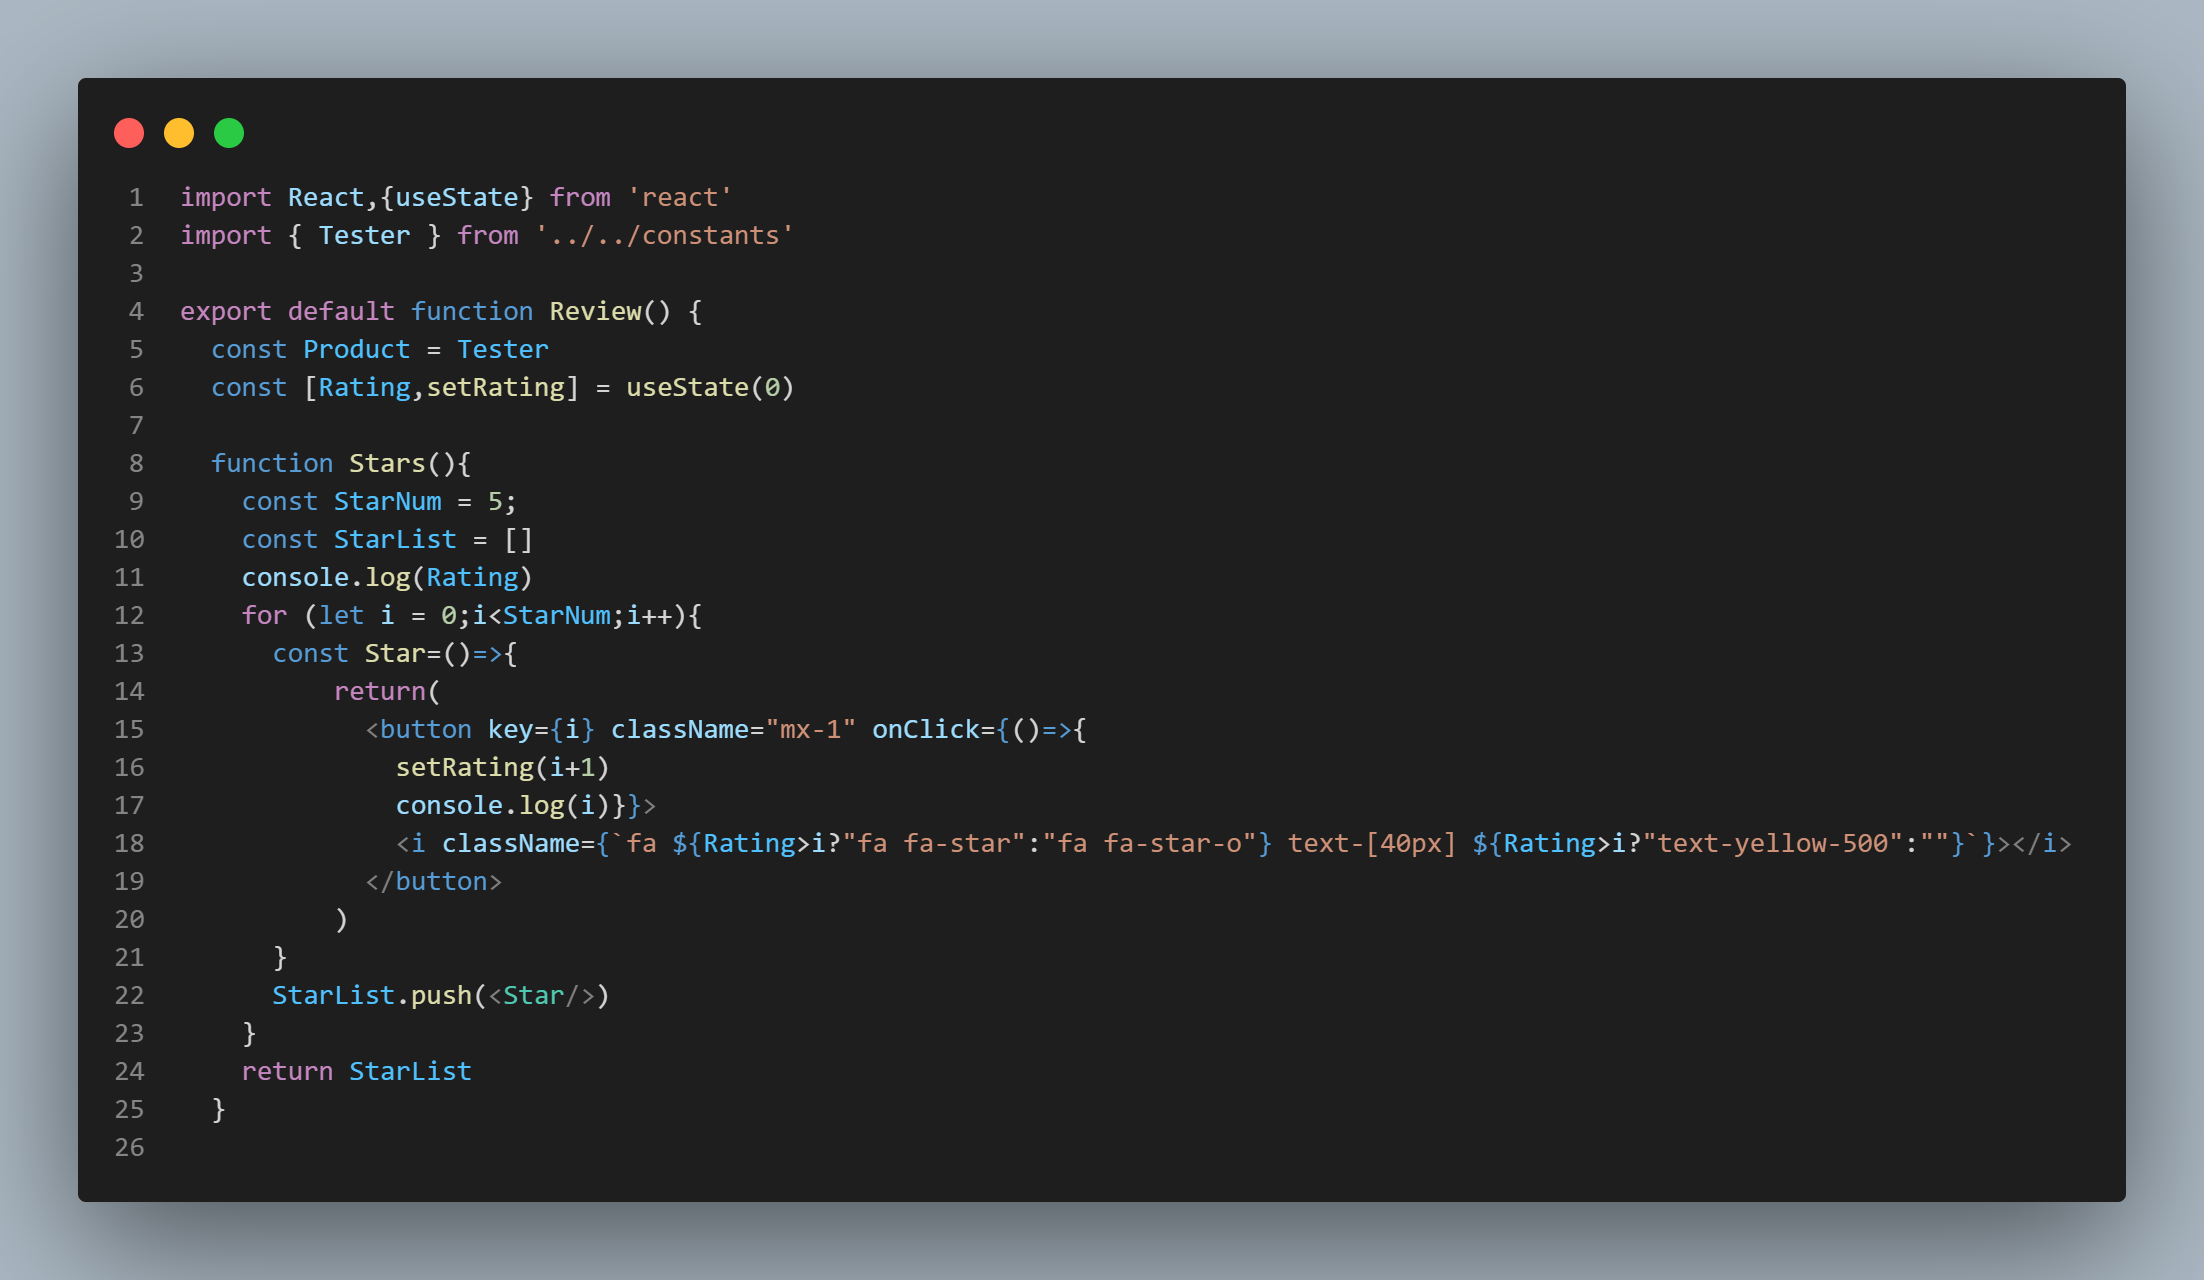 1 import React,{useState} from 'react'
2 import { Tester } from '../../constants'
3
4 export default function Review() {
5   const Product = Tester
6   const [Rating,setRating] = useState(0)
7
8   function Stars(){
9     const StarNum = 5;
10     const StarList = []
11     console.log(Rating)
12     for (let i = 0;i<StarNum;i++){
13       const Star=()=>{
14           return(
15             <button key={i} className="mx-1" onClick={()=>{
16               setRating(i+1)
17               console.log(i)}}>
18               <i className={`fa ${Rating>i?"fa fa-star":"fa fa-star-o"} text-[40px] ${Rating>i?"text-yellow-500":""}`}></i>
19             </button>
20           )
21       }
22       StarList.push(<Star/>)
23     }
24     return StarList
25   }
26